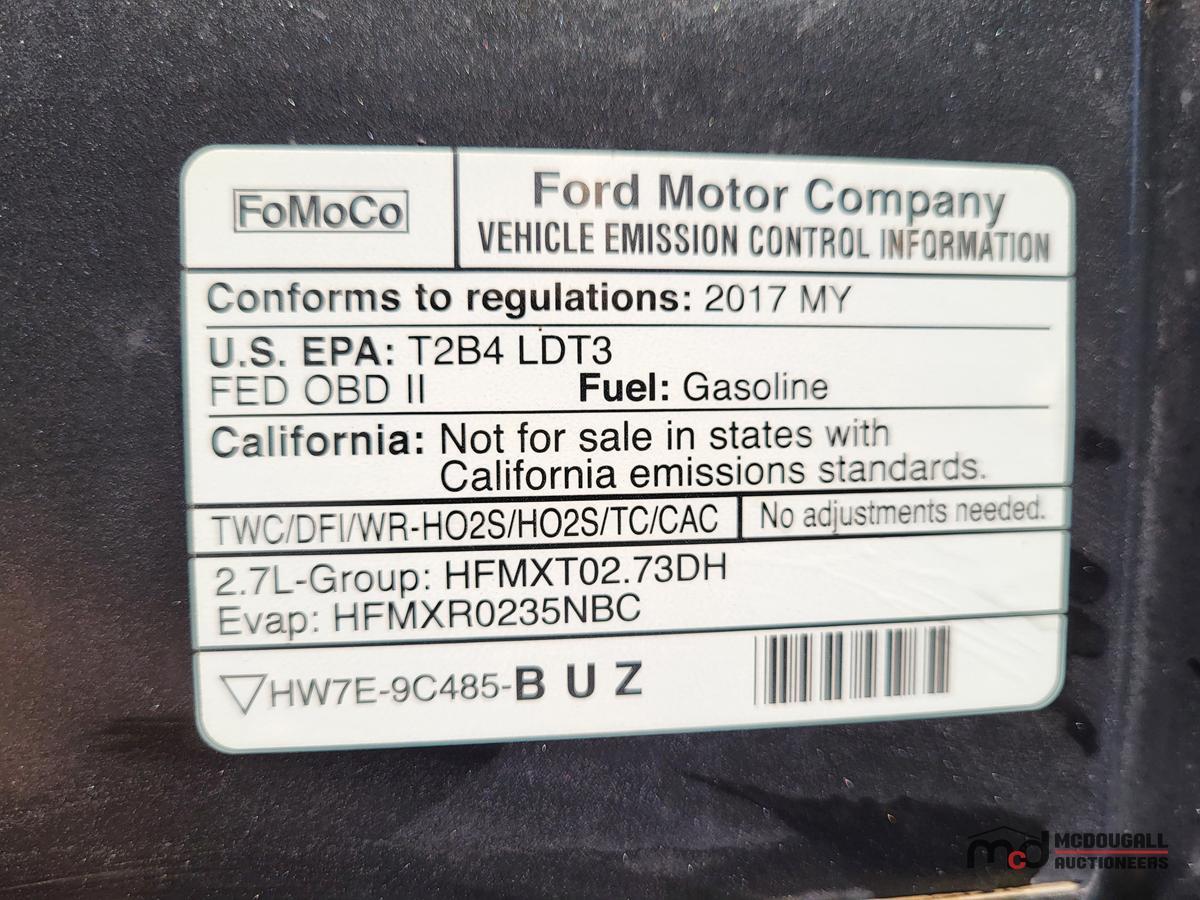 FoMoCo
Ford Motor Company
VEHICLE EMISSION CONTROL INFORMATION
Conforms to regulations: 2017 MY
U.S. EPA: T2B4 LDT3
FED OBD II Fuel: Gasoline
California: Not for sale in states with
California emissions standards.
TWC/DFI/WR-HO2S/HO2S/TC/CAC No adjustments needed.
2.7L-Group: HFMXT02.73DH
Evap: HFMXR0235NBC
HW7E-9C485-B U Z
mcd MCDOUGALL
AUCTIONEERS